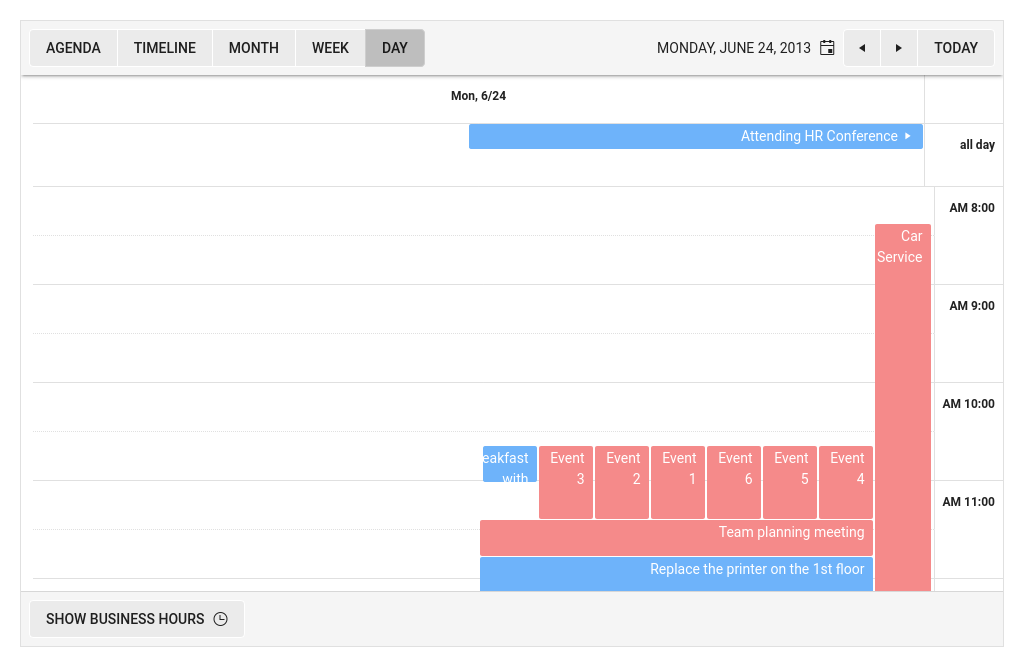 AGENDA TIMELINE MONTH WEEK DAY MONDAY, JUNE 24, 2013 TODAY
Mon, 6/24
Attending HR Conference
all day
AM 8:00
Car
Service
AM 9:00
AM 10:00
eakfast
with
Event
3
Event
2
Event
1
Event
6
Event
5
Event
4
AM 11:00
Team planning meeting
Replace the printer on the 1st floor
SHOW BUSINESS HOURS